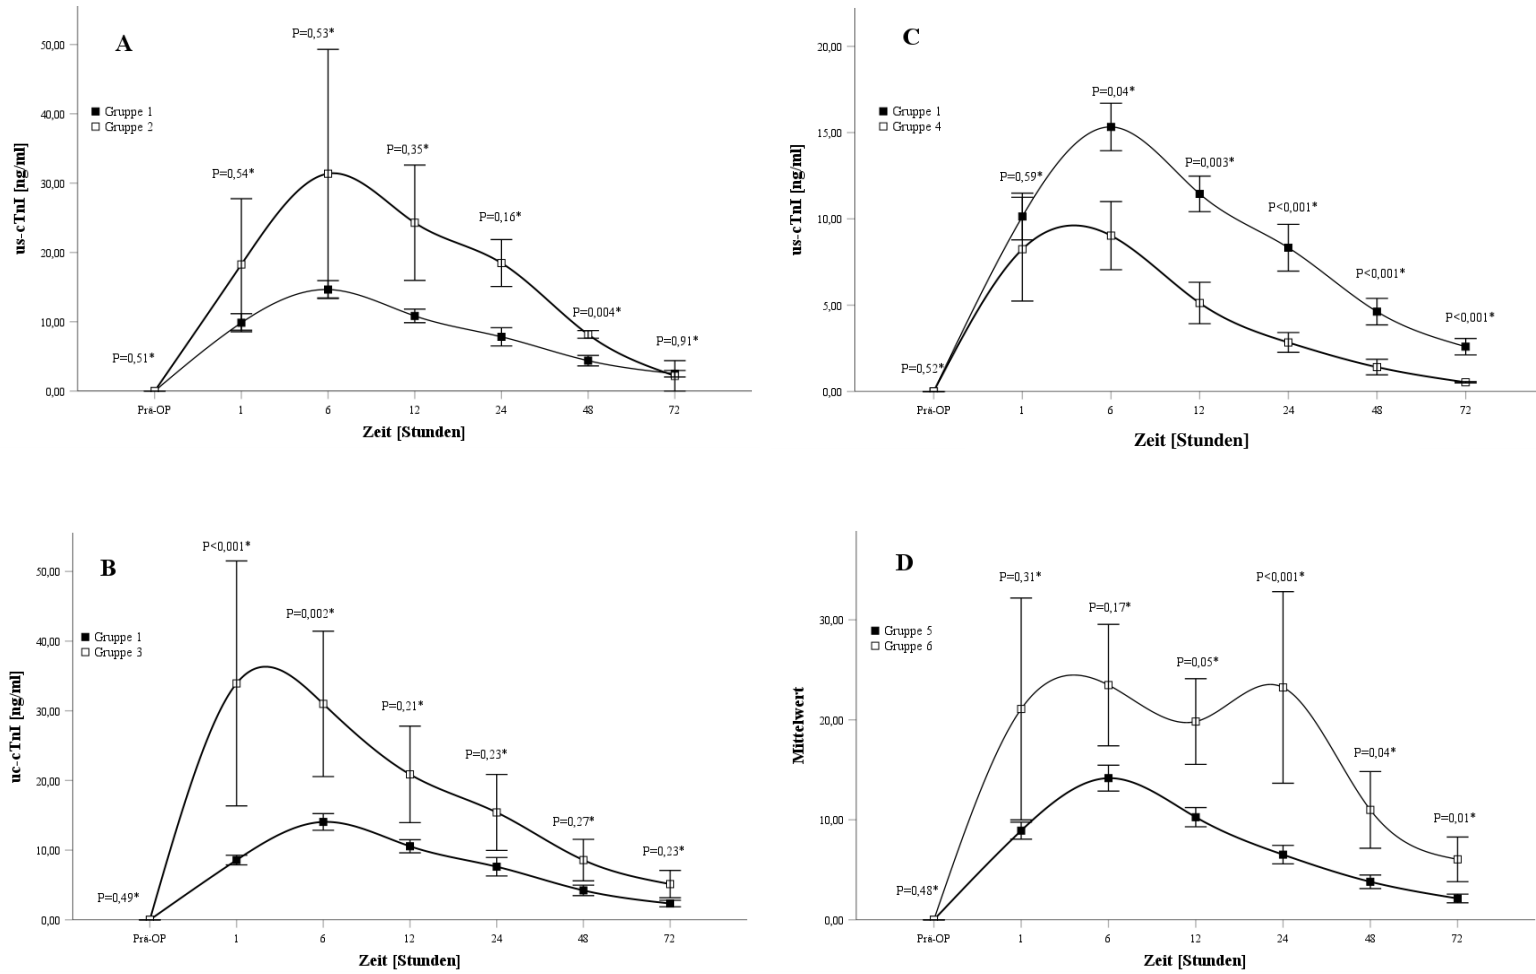 A
P=0,53*
50,00
Gruppe 1
Gruppe 2
40,00
P=0,35*
P=0,54*
30,00
us-cTnI [ng/ml]
P=0,16*
20,00
P=0,004*
10,00
P=0,91*
P=0,51*
0,00
Prä-OP 1 6 12 24 48 72
Zeit [Stunden]
C
20,00
P=0,04*
Gruppe 1
Gruppe 4
15,00
P=0,003*
P=0,59*
us-cTnI [ng/ml]
P<0,001*
10,00
P<0,001*
P<0,001*
5,00
P=0,52*
0,00
Prä-OP 1 6 12 24 48 72
Zeit [Stunden]
B
P<0,001*
50,00
P=0,002*
Gruppe 1
Gruppe 3
40,00
P=0,21*
30,00
uc-cTnI [ng/ml]
P=0,23*
20,00
P=0,27*
P=0,23*
10,00
P=0,49*
0,00
Prä-OP 1 6 12 24 48 72
Zeit [Stunden]
D
P=0,31*
P<0,001*
P=0,17*
30,00
Gruppe 5
Gruppe 6
P=0,05*
Mittelwert
20,00
P=0,04*
P=0,01*
10,00
P=0,48*
0,00
Prä-OP 1 6 12 24 48 72
Zeit [Stunden]